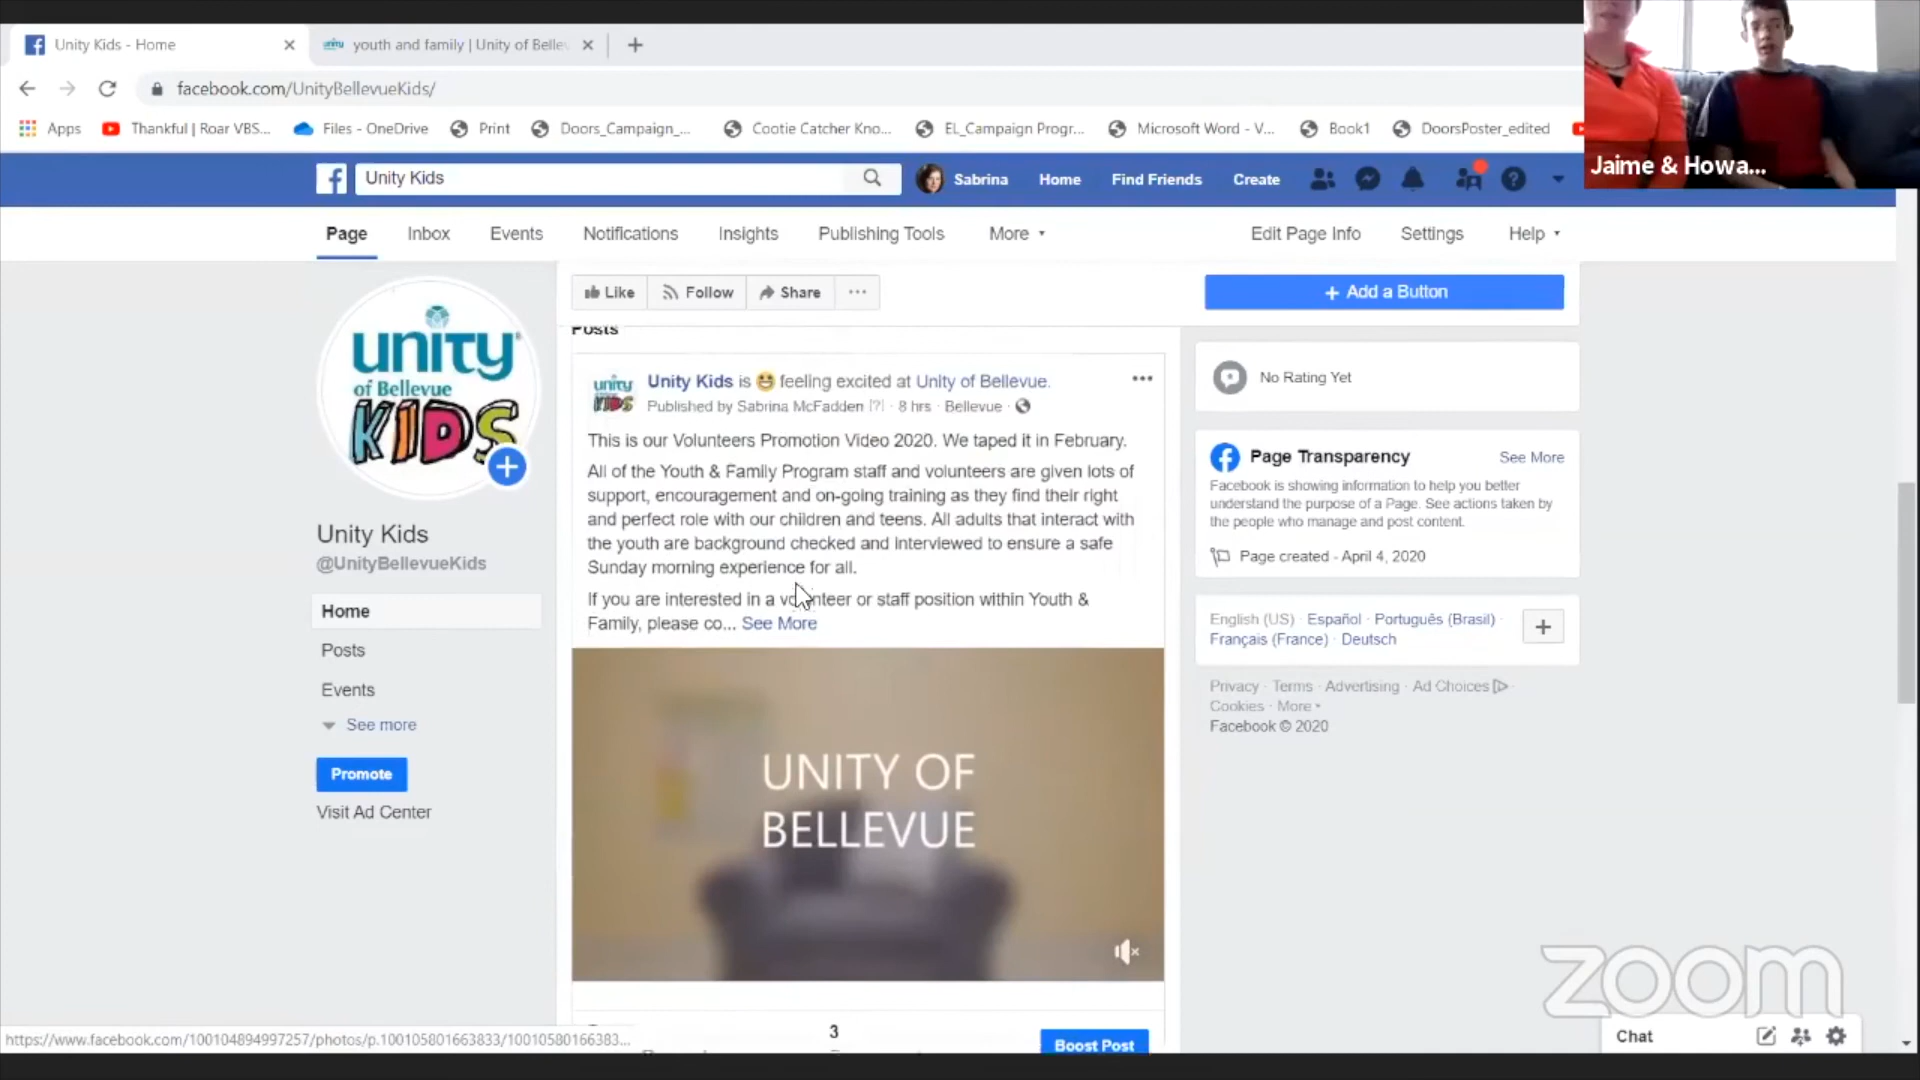 Unity Kids - Home
youth and family | Unity of Belle
facebook.com/UnityBellevueKids/
Apps
Thankful | Roar VBS...
Files - OneDrive
Print
Doors_Campaign_...
Cootie Catcher Kno...
EL_Campaign Progr...
Microsoft Word - V...
Book1
DoorsPoster_edited
Jaime & Howa...
Unity Kids
Sabrina
Home
Find Friends
Create
Page
Inbox
Events
Notifications
Insights
Publishing Tools
More
Edit Page Info
Settings
Help
unity
of Bellevue
KIDS
Unity Kids
@UnityBellevueKids
Home
Posts
Events
See more
Promote
Visit Ad Center
Like
Follow
Share
+ Add a Button
Posts
unity
KIDS
Unity Kids is feeling excited at Unity of Bellevue.
Published by Sabrina McFadden [?] · 8 hrs · Bellevue ·
This is our Volunteers Promotion Video 2020. We taped it in February.
All of the Youth & Family Program staff and volunteers are given lots of
support, encouragement and on-going training as they find their right
and perfect role with our children and teens. All adults that interact with
the youth are background checked and interviewed to ensure a safe
Sunday morning experience for all.
If you are interested in a volunteer or staff position within Youth &
Family, please co... See More
UNITY OF
BELLEVUE
3
Boost Post
No Rating Yet
Page Transparency
See More
Facebook is showing information to help you better
understand the purpose of a Page. See actions taken by
the people who manage and post content.
Page created - April 4, 2020
English (US) · Español · Português (Brasil) ·
Français (France) · Deutsch
Privacy · Terms · Advertising · Ad Choices ·
Cookies · More
Facebook © 2020
zoom
Chat
https://www.facebook.com/100104894997257/photos/p.100105801663833/10010580166383...